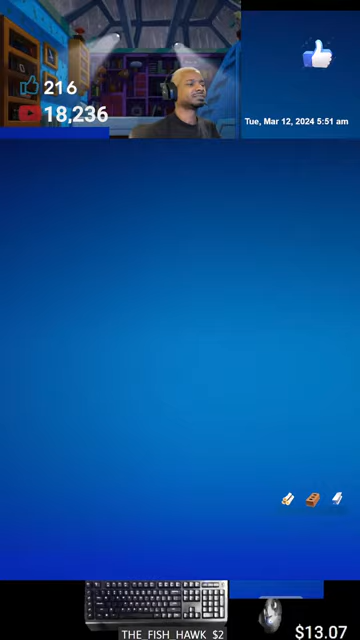 216
18,236
Tue, Mar 12, 2024 5:51 am
THE_FISH_HAWK $2
$13.07